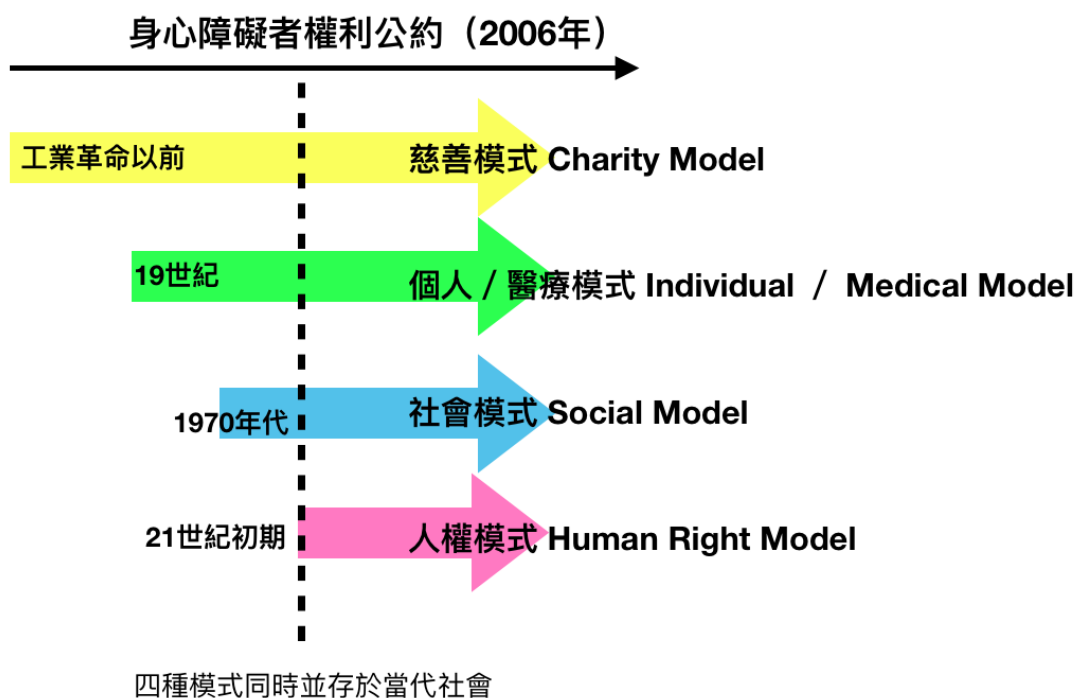 身心障礙者權利公約（2006年）
工業革命以前
慈善模式 Charity Model
19世紀
個人 / 醫療模式 Individual / Medical Model
1970年代
社會模式 Social Model
21世紀初期
人權模式 Human Right Model
四種模式同時並存於當代社會